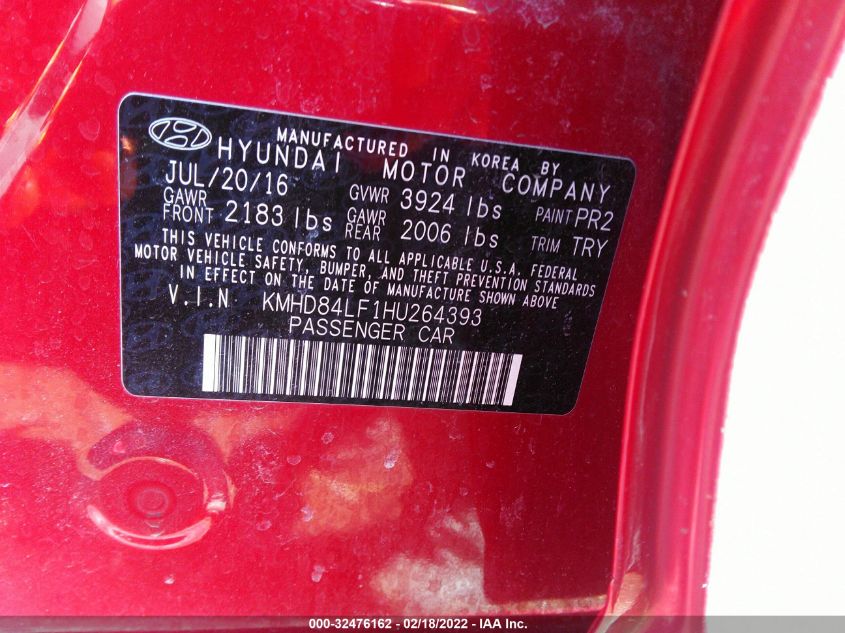 MANUFACTURED IN KOREA BY
HYUNDAI MOTOR COMPANY
JUL/20/16 GVWR 3924 lbs PAINT PR2
GAWR FRONT 2183 lbs GAWR REAR 2006 lbs TRIM TRY
THIS VEHICLE CONFORMS TO ALL APPLICABLE U.S.A. FEDERAL
MOTOR VEHICLE SAFETY, BUMPER, AND THEFT PREVENTION STANDARDS
IN EFFECT ON THE DATE OF MANUFACTURE SHOWN ABOVE
V.I.N KMHD84LF1HU264393
PASSENGER CAR
000-32476162 - 02/18/2022 - IAA Inc.